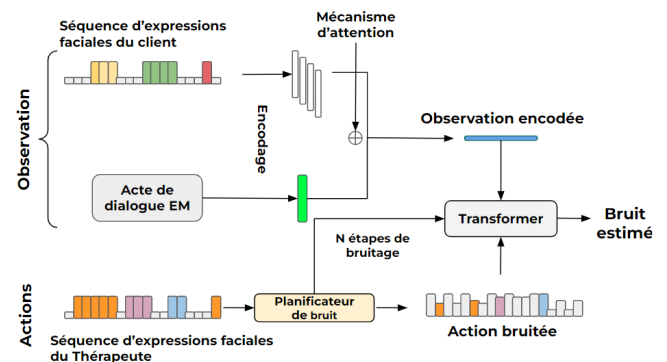 Séquence d'expressions
faciales du client
Mécanisme
d'attention
Observation
Encodage
Observation encodée
Acte de
dialogue EM
Transformer
Bruit
estimé
N étapes de
bruitage
Actions
Planificateur
de bruit
Action bruitée
Séquence d'expressions faciales
du Thérapeute